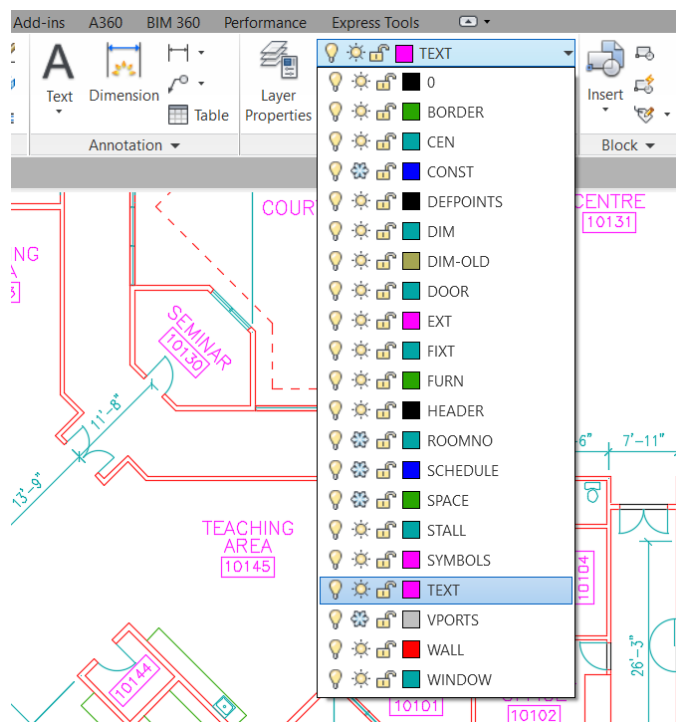 Add-ins A360 BIM 360 Performance Express Tools
TEXT
Text Dimension Table Layer Properties Insert
Annotation Block
0
BORDER
CEN
CONST
DEFPOINTS
DIM
DIM-OLD
DOOR
EXT
FIXT
FURN
HEADER
ROOMNO
SCHEDULE
SPACE
STALL
SYMBOLS
TEXT
VPORTS
WALL
WINDOW
COUR
CENTRE
10131
NG
A
3
SEMINAR
10130
11'-8"
13'-9"
-6"
7'-11"
TEACHING
AREA
10145
10104
26'-3"
10144
10101
10102